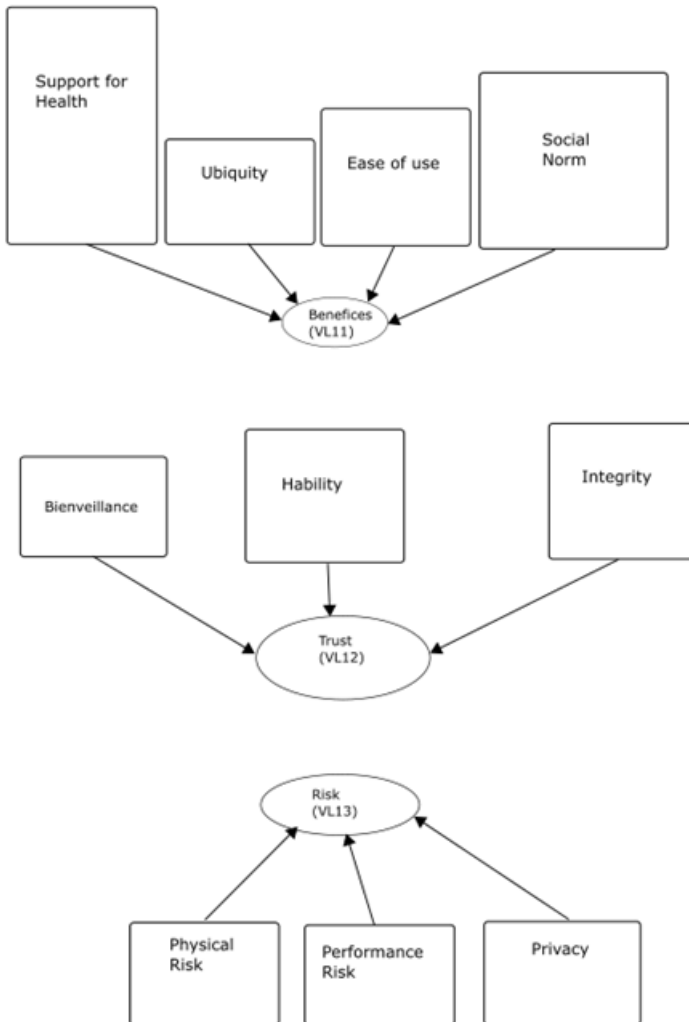 Support for
Health
Ubiquity
Ease of use
Social
Norm
Benefices
(VL11)
Bienveillance
Hability
Integrity
Trust
(VL12)
Risk
(VL13)
Physical
Risk
Performance
Risk
Privacy